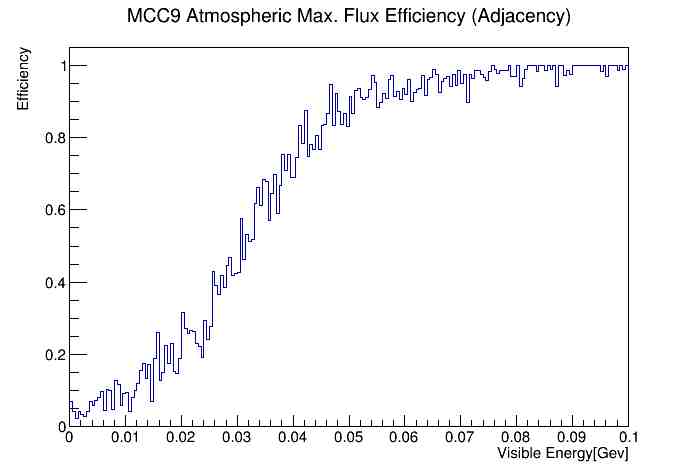 MCC9 Atmospheric Max. Flux Efficiency (Adjacency)
Efficiency
1
0.8
0.6
0.4
0.2
0
0 0.01 0.02 0.03 0.04 0.05 0.06 0.07 0.08 0.09 0.1
Visible Energy[Gev]